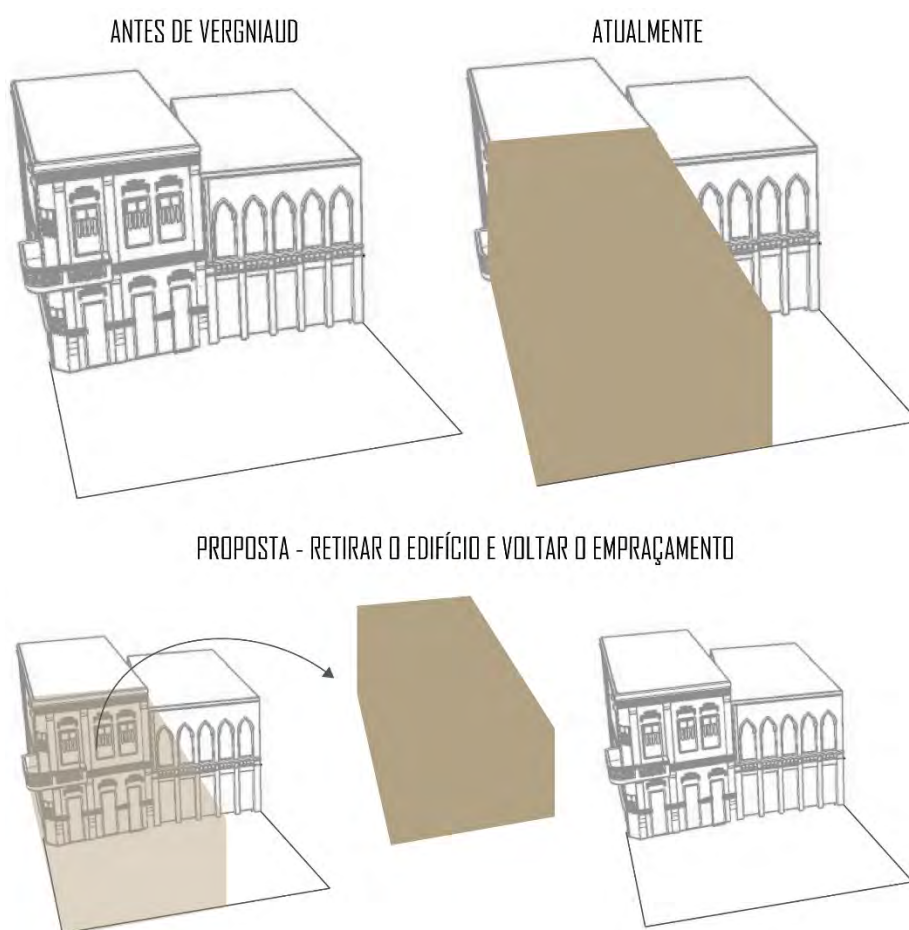 ANTES DE VERGNIAUD
ATUALMENTE
PROPOSTA - RETIRAR O EDIFÍCIO E VOLTAR O EMPRAÇAMENTO